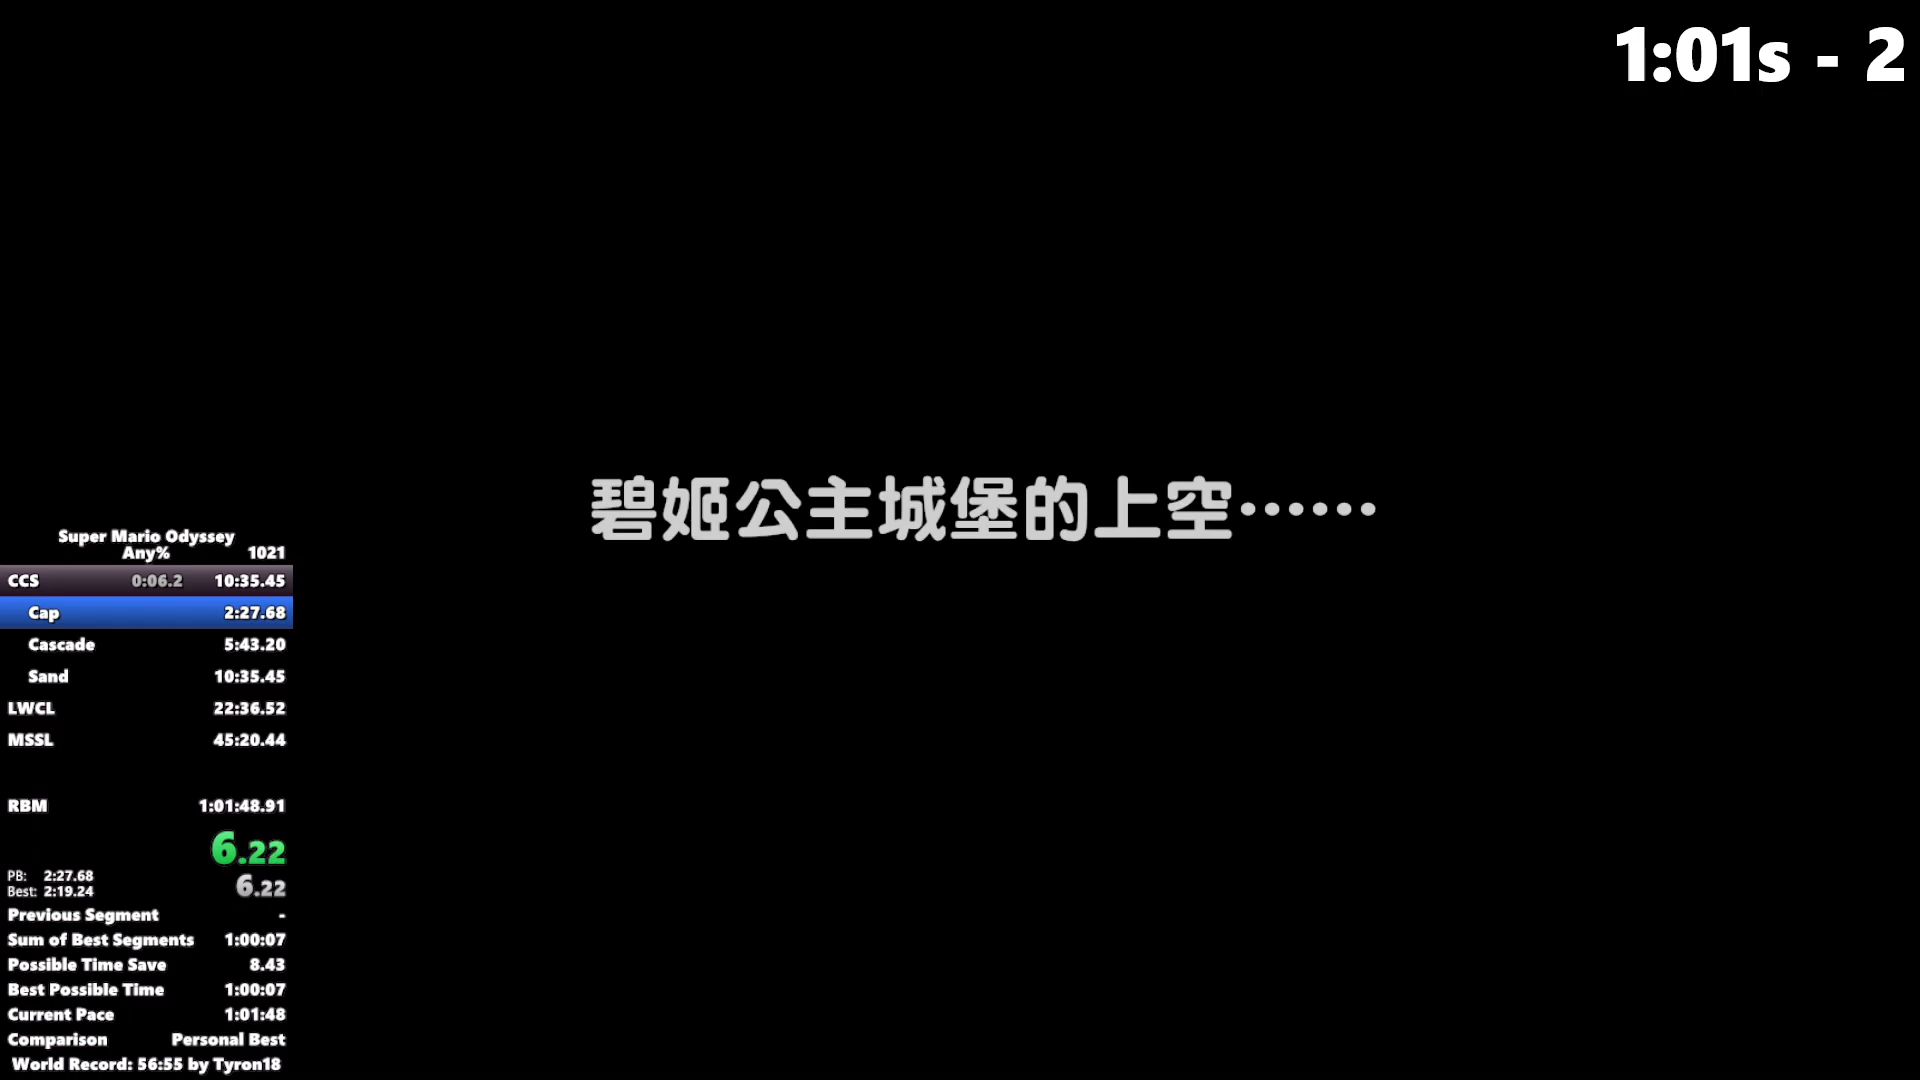 1:01s - 2
碧姬公主城堡的上空……
Super Mario Odyssey
Any% 1021
CCS 0:06.2 10:35.45
Cap 2:27.68
Cascade 5:43.20
Sand 10:35.45
LWCL 22:36.52
MSSL 45:20.44
RBM 1:01:48.91
6.22
PB: 2:27.68
Best: 2:19.24
6.22
Previous Segment -
Sum of Best Segments 1:00:07
Possible Time Save 8.43
Best Possible Time 1:00:07
Current Pace 1:01:48
Comparison Personal Best
World Record: 56:55 by Tyron18